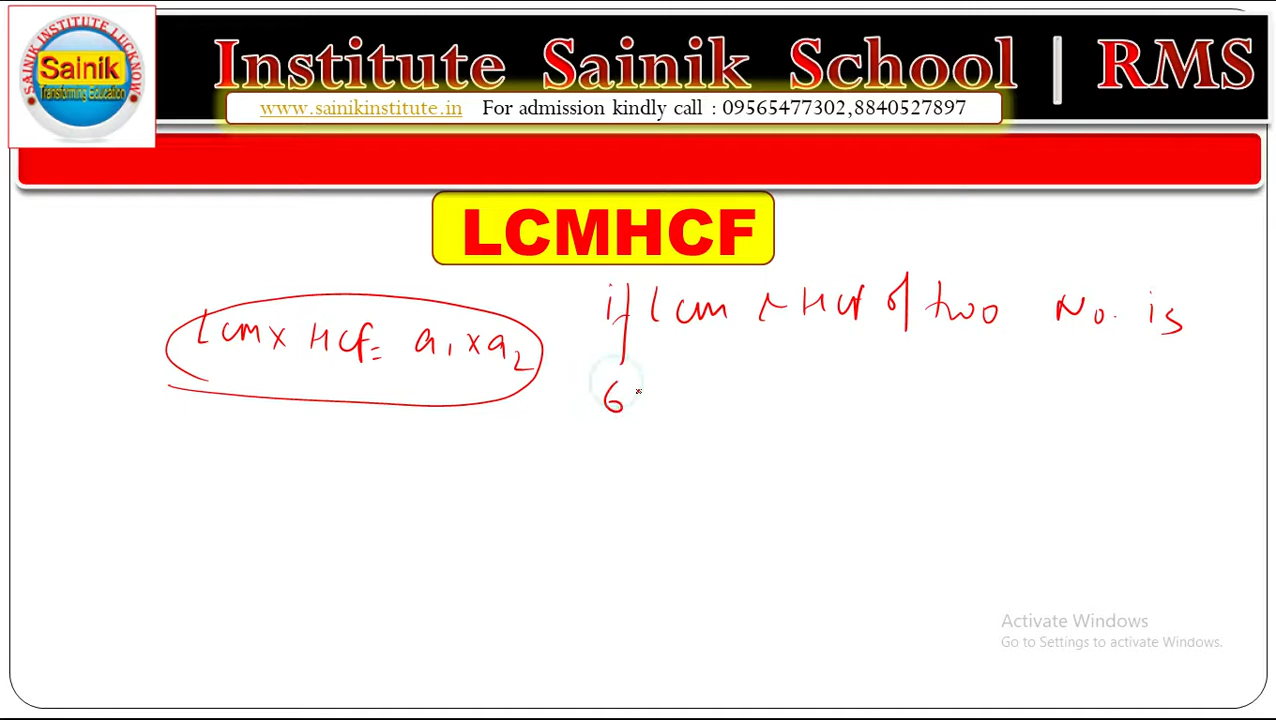 SAINIK INSTITUTE LUCKNOW
Sainik
Transforming Education
Institute Sainik School | RMS
www.sainikinstitute.in For admission kindly call : 09565477302,8840527897
LCMHCF
LCM x HCF = a1 x a2
if LCM & HCF of two No. is
6
Activate Windows
Go to Settings to activate Windows.